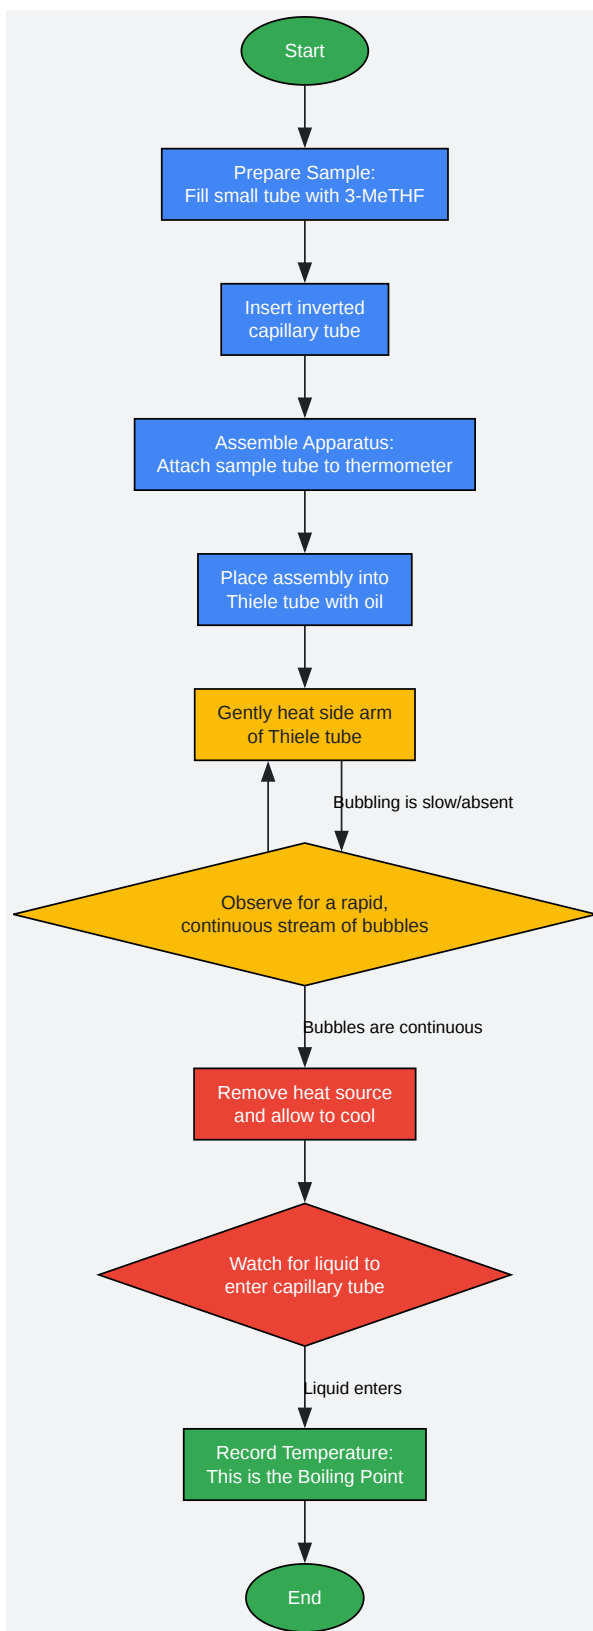 Start
Prepare Sample:
Fill small tube with 3-MeTHF
Insert inverted
capillary tube
Assemble Apparatus:
Attach sample tube to thermometer
Place assembly into
Thiele tube with oil
Gently heat side arm
of Thiele tube
Bubbling is slow/absent
Observe for a rapid,
continuous stream of bubbles
Bubbles are continuous
Remove heat source
and allow to cool
Watch for liquid to
enter capillary tube
Liquid enters
Record Temperature:
This is the Boiling Point
End